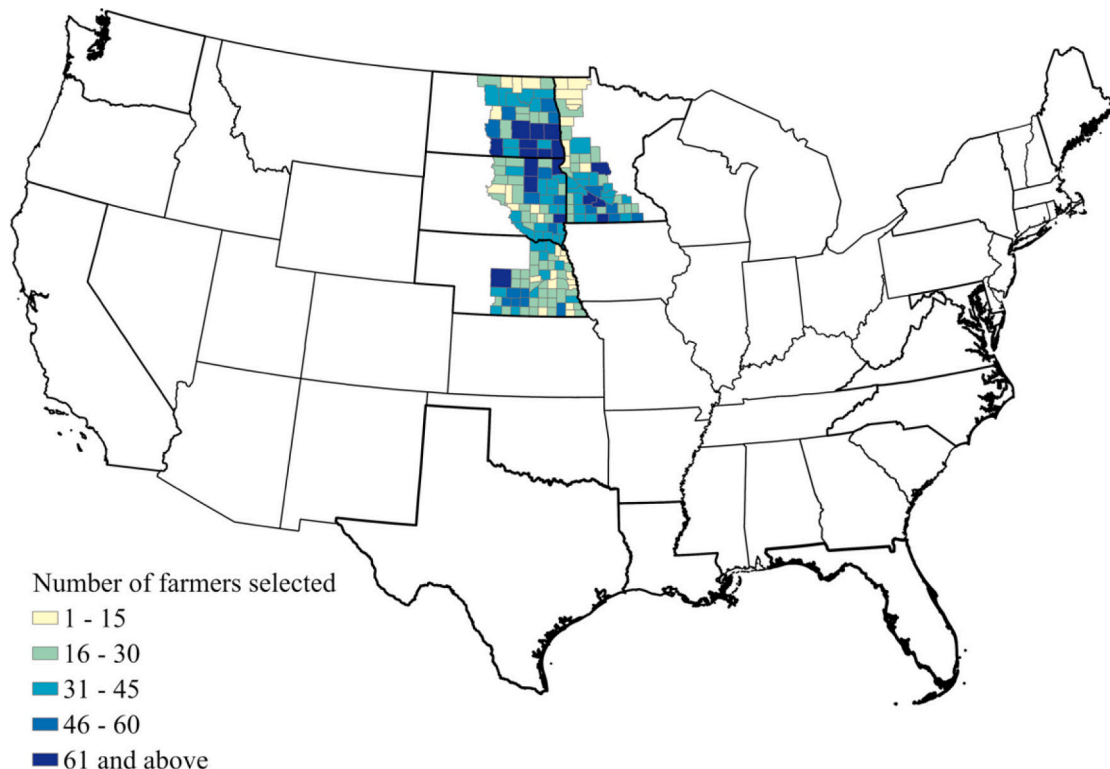 Number of farmers selected
1 - 15
16 - 30
31 - 45
46 - 60
61 and above